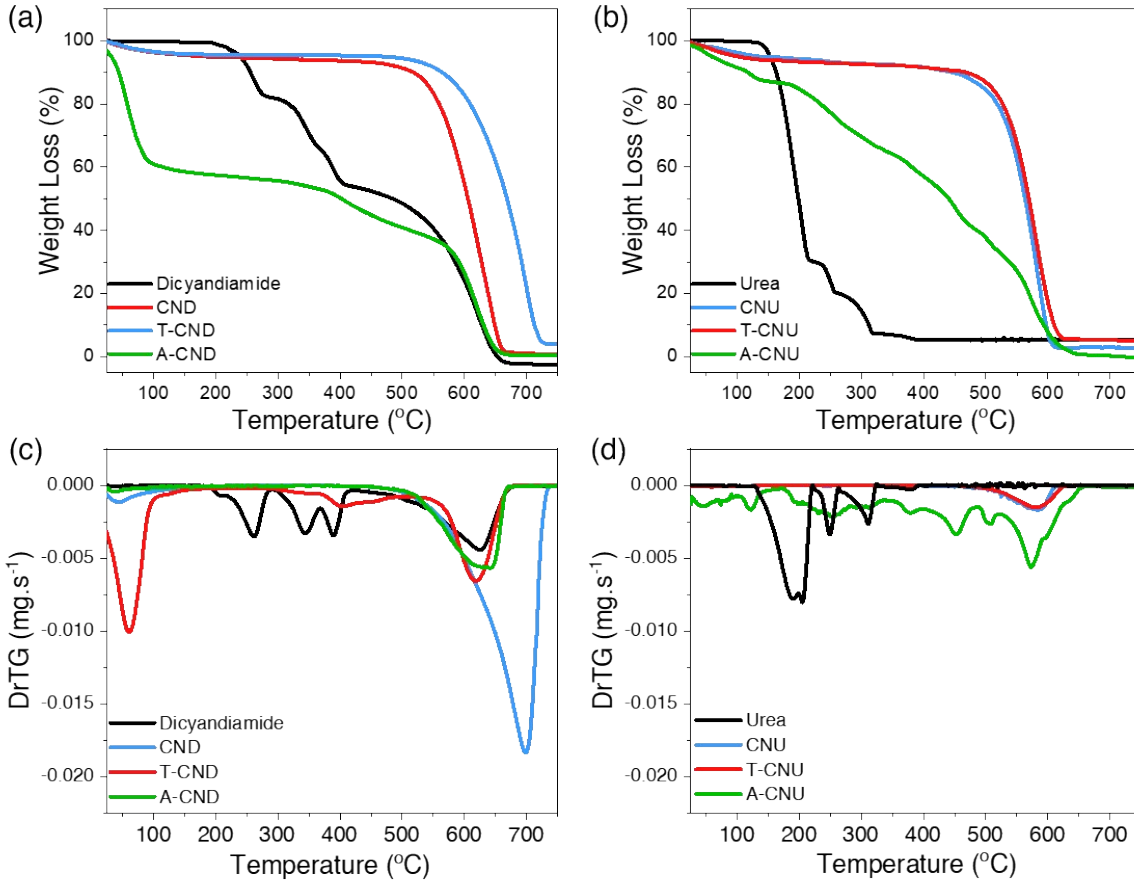 (a)
Weight Loss (%)
100
80
60
40
20
0
Dicyandiamide
CND
T-CND
A-CND
100 200 300 400 500 600 700
Temperature (°C)
(b)
Weight Loss (%)
100
80
60
40
20
0
Urea
CNU
T-CNU
A-CNU
100 200 300 400 500 600 700
Temperature (°C)
(c)
DrTG (mg.s⁻¹)
0.000
-0.005
-0.010
-0.015
-0.020
Dicyandiamide
CND
T-CND
A-CND
100 200 300 400 500 600 700
Temperature (°C)
(d)
DrTG (mg.s⁻¹)
0.000
-0.005
-0.010
-0.015
-0.020
Urea
CNU
T-CNU
A-CNU
100 200 300 400 500 600 700
Temperature (°C)